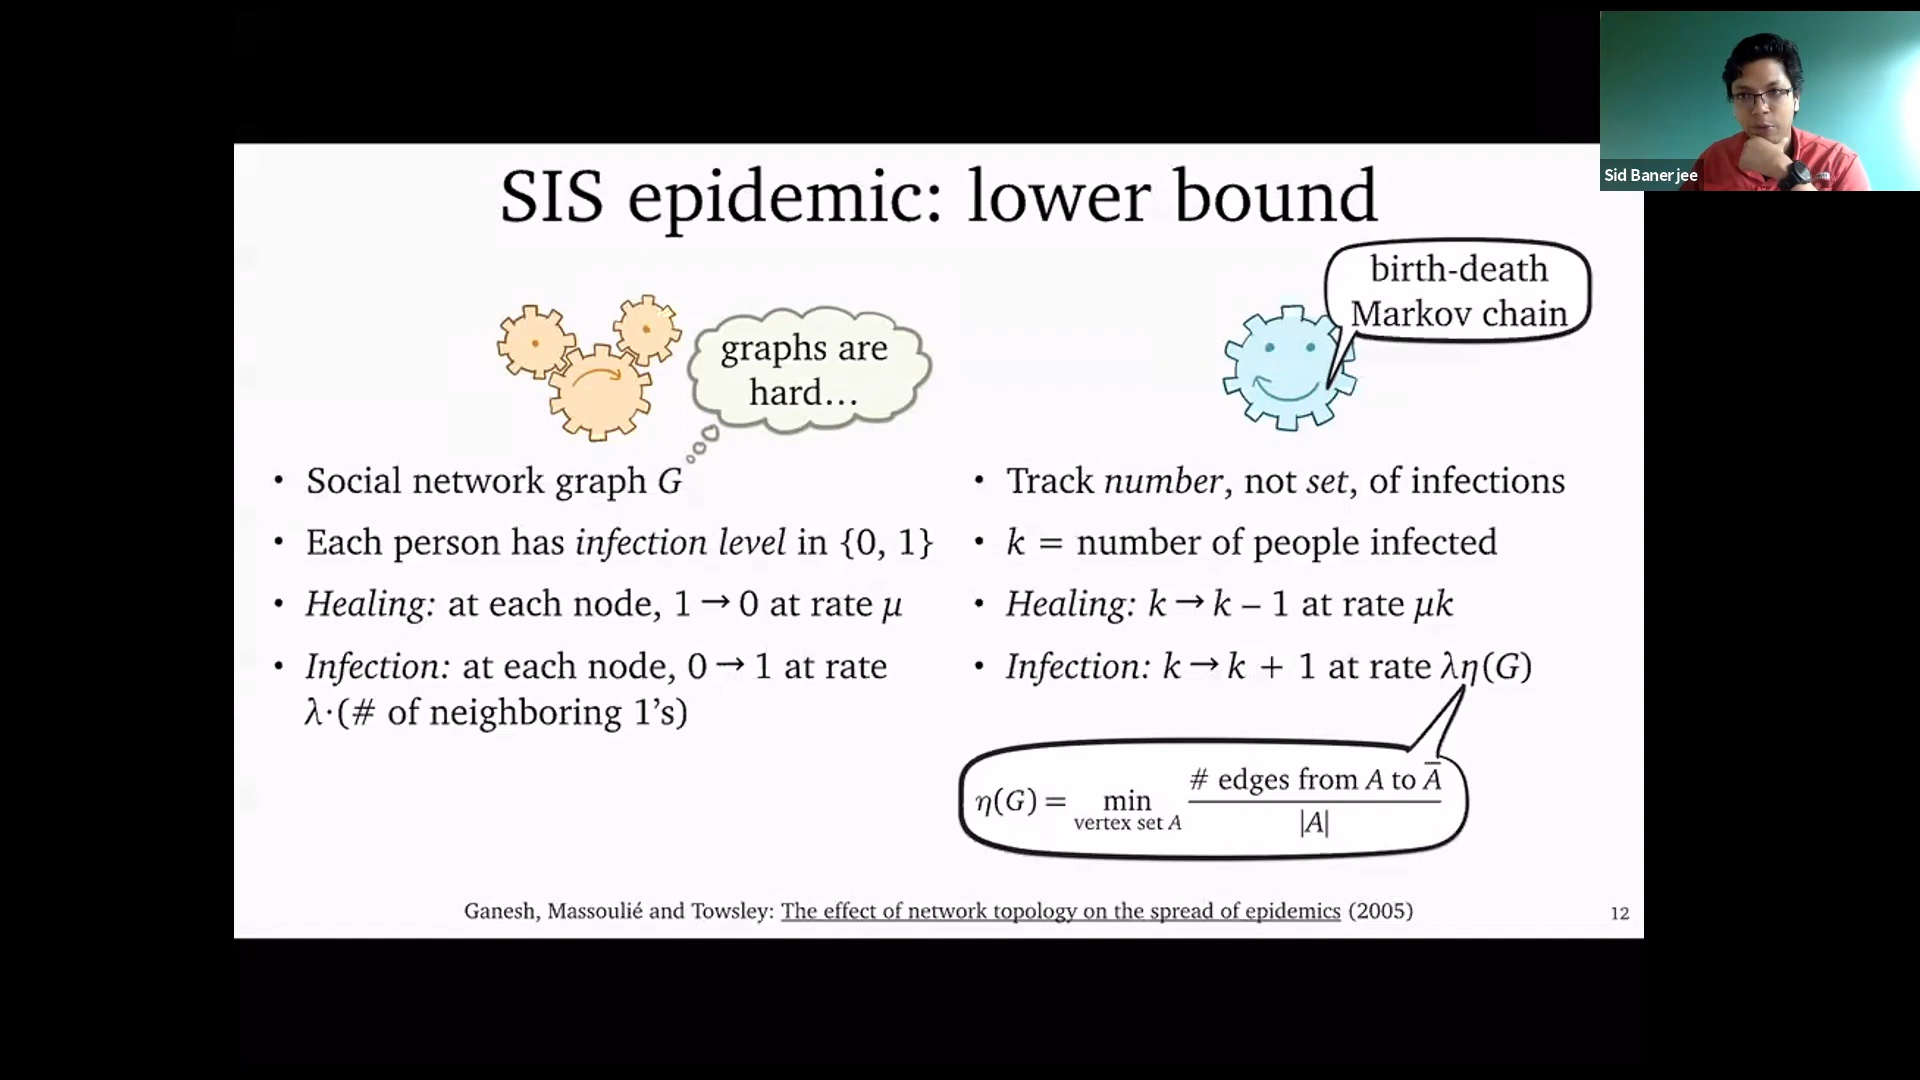 Sid Banerjee
SIS epidemic: lower bound
birth-death
Markov chain
graphs are
hard…
• Social network graph G
• Each person has infection level in {0, 1}
• Healing: at each node, 1 → 0 at rate μ
• Infection: at each node, 0 → 1 at rate
λ·(# of neighboring 1’s)
• Track number, not set, of infections
• k = number of people infected
• Healing: k → k – 1 at rate μk
• Infection: k → k + 1 at rate λη(G)
η(G) = min vertex set A # edges from A to A̅ / |A|
Ganesh, Massoulié and Towsley: The effect of network topology on the spread of epidemics (2005)
12